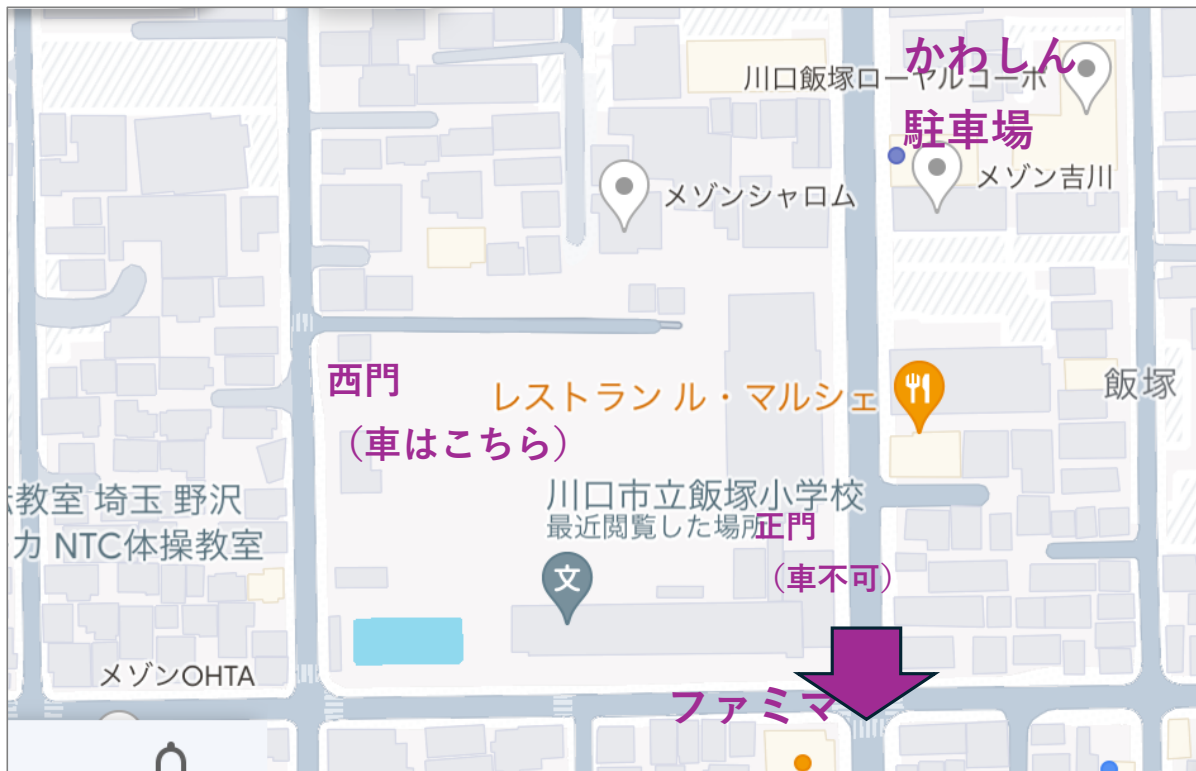 かわしん
川口飯塚ローヤルコーポ
駐車場
メゾン吉川
メゾンシャロム
西門
（車はこちら）
レストラン ル・マルシェ
飯塚
教室 埼玉 野沢
カ NTC体操教室
川口市立飯塚小学校
最近閲覧した場所
正門
（車不可）
文
メゾンOHTA
ファミマ